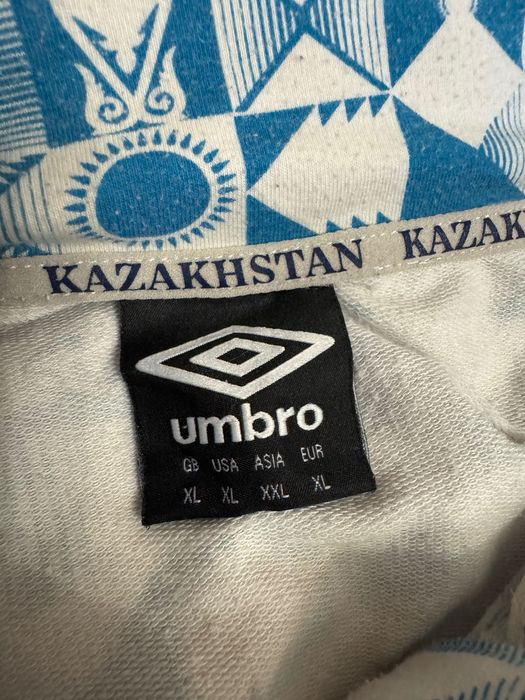 KAZAKHSTAN KAZAK
umbro
GB USA ASIA EUR
XL XL XXL XL